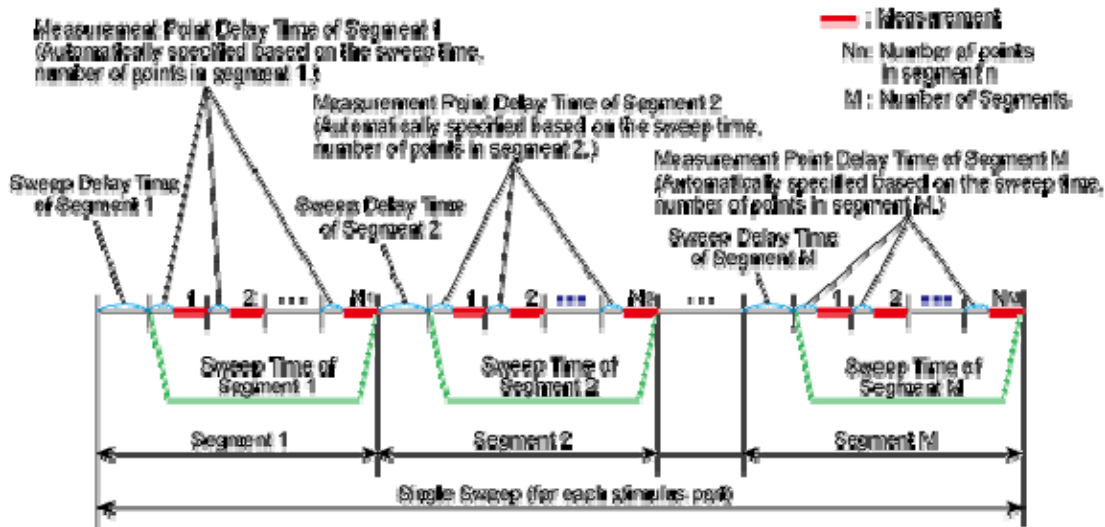 Measurement Point Delay Time of Segment 1
(Automatically specified based on the sweep time,
number of points in segment 1.)
: Measurement
Nn: Number of points
in segment n
M : Number of Segments
Measurement Point Delay Time of Segment 2
(Automatically specified based on the sweep time,
number of points in segment 2.)
Measurement Point Delay Time of Segment M
(Automatically specified based on the sweep time,
number of points in segment M.)
Sweep Delay Time
of Segment 1
Sweep Delay Time
of Segment 2
Sweep Delay Time
of Segment M
1 2 ... N1 1 2 ... N2 ... 1 2 ... NM
Sweep Time of
Segment 1
Sweep Time of
Segment 2
Sweep Time of
Segment M
Segment 1
Segment 2
Segment M
Single Sweep (for each stimulus port)